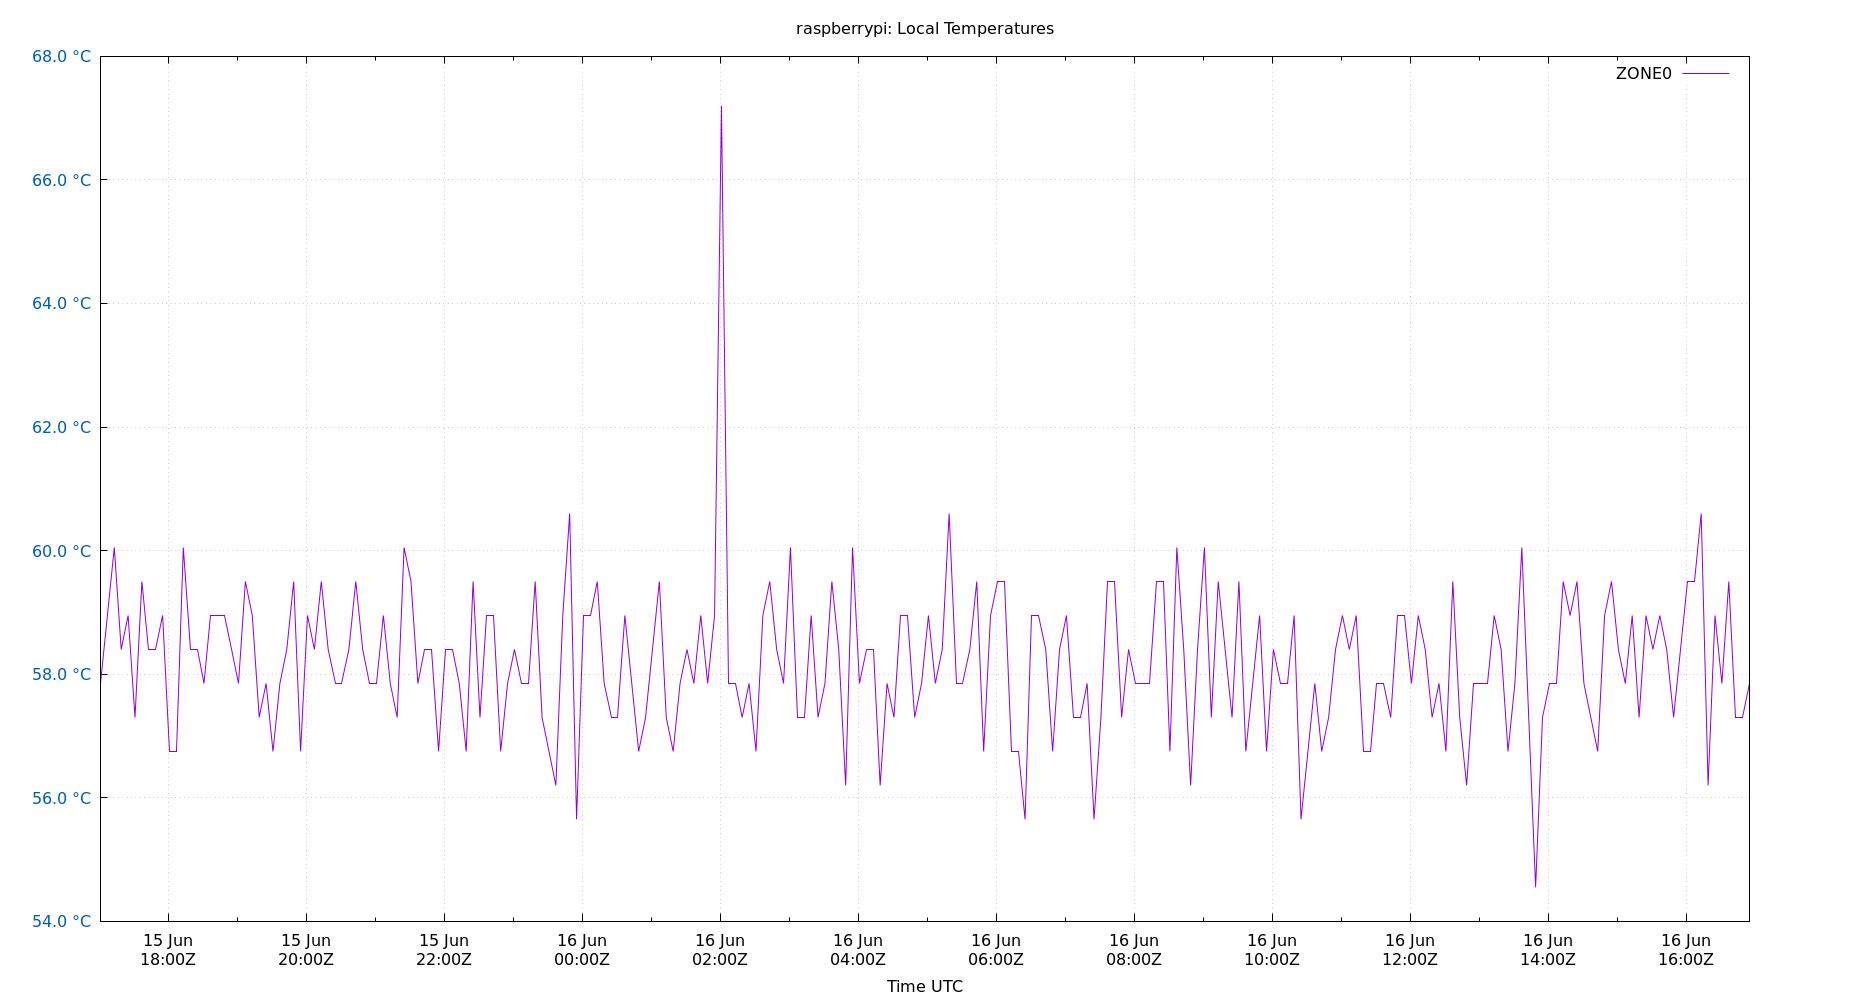 raspberrypi: Local Temperatures
ZONE0
68.0 °C
66.0 °C
64.0 °C
62.0 °C
60.0 °C
58.0 °C
56.0 °C
54.0 °C
15 Jun 15 Jun 15 Jun 16 Jun 16 Jun 16 Jun 16 Jun 16 Jun 16 Jun 16 Jun 16 Jun 16 Jun
18:00Z 20:00Z 22:00Z 00:00Z 02:00Z 04:00Z 06:00Z 08:00Z 10:00Z 12:00Z 14:00Z 16:00Z
Time UTC